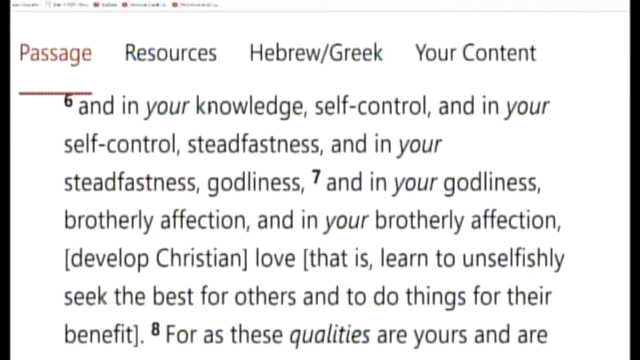 Passage Resources Hebrew/Greek Your Content
6 and in your knowledge, self-control, and in your
self-control, steadfastness, and in your
steadfastness, godliness, 7 and in your godliness,
brotherly affection, and in your brotherly affection,
[develop Christian] love [that is, learn to unselfishly
seek the best for others and to do things for their
benefit]. 8 For as these qualities are yours and are